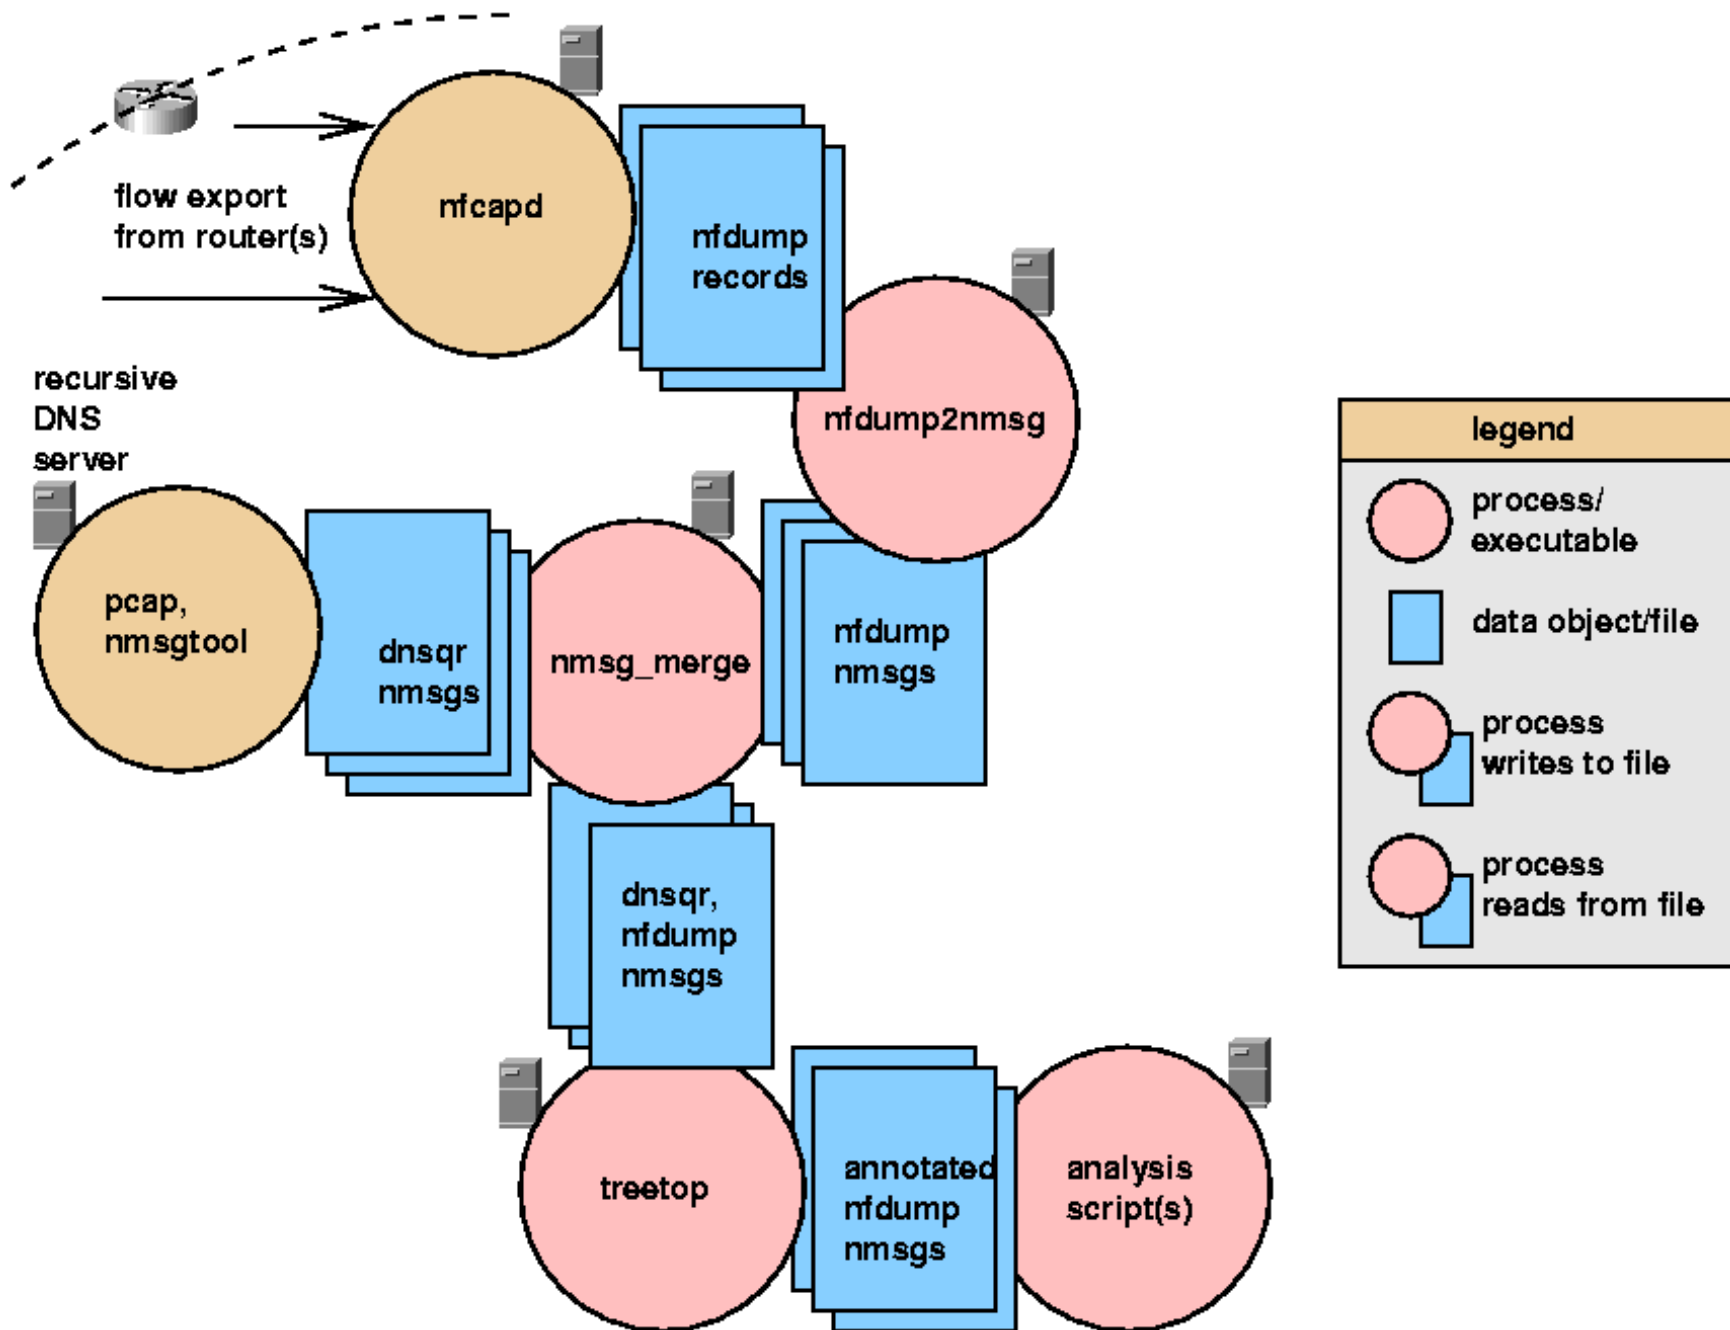 flow export
from router(s)
nfcapd
nfdump
records
nfdump2nmsg
recursive
DNS
server
pcap,
nmsgtool
dnsqr
nmsgs
nmsg_merge
nfdump
nmsgs
dnsqr,
nfdump
nmsgs
treetop
annotated
nfdump
nmsgs
analysis
script(s)
legend
process/
executable
data object/file
process
writes to file
process
reads from file